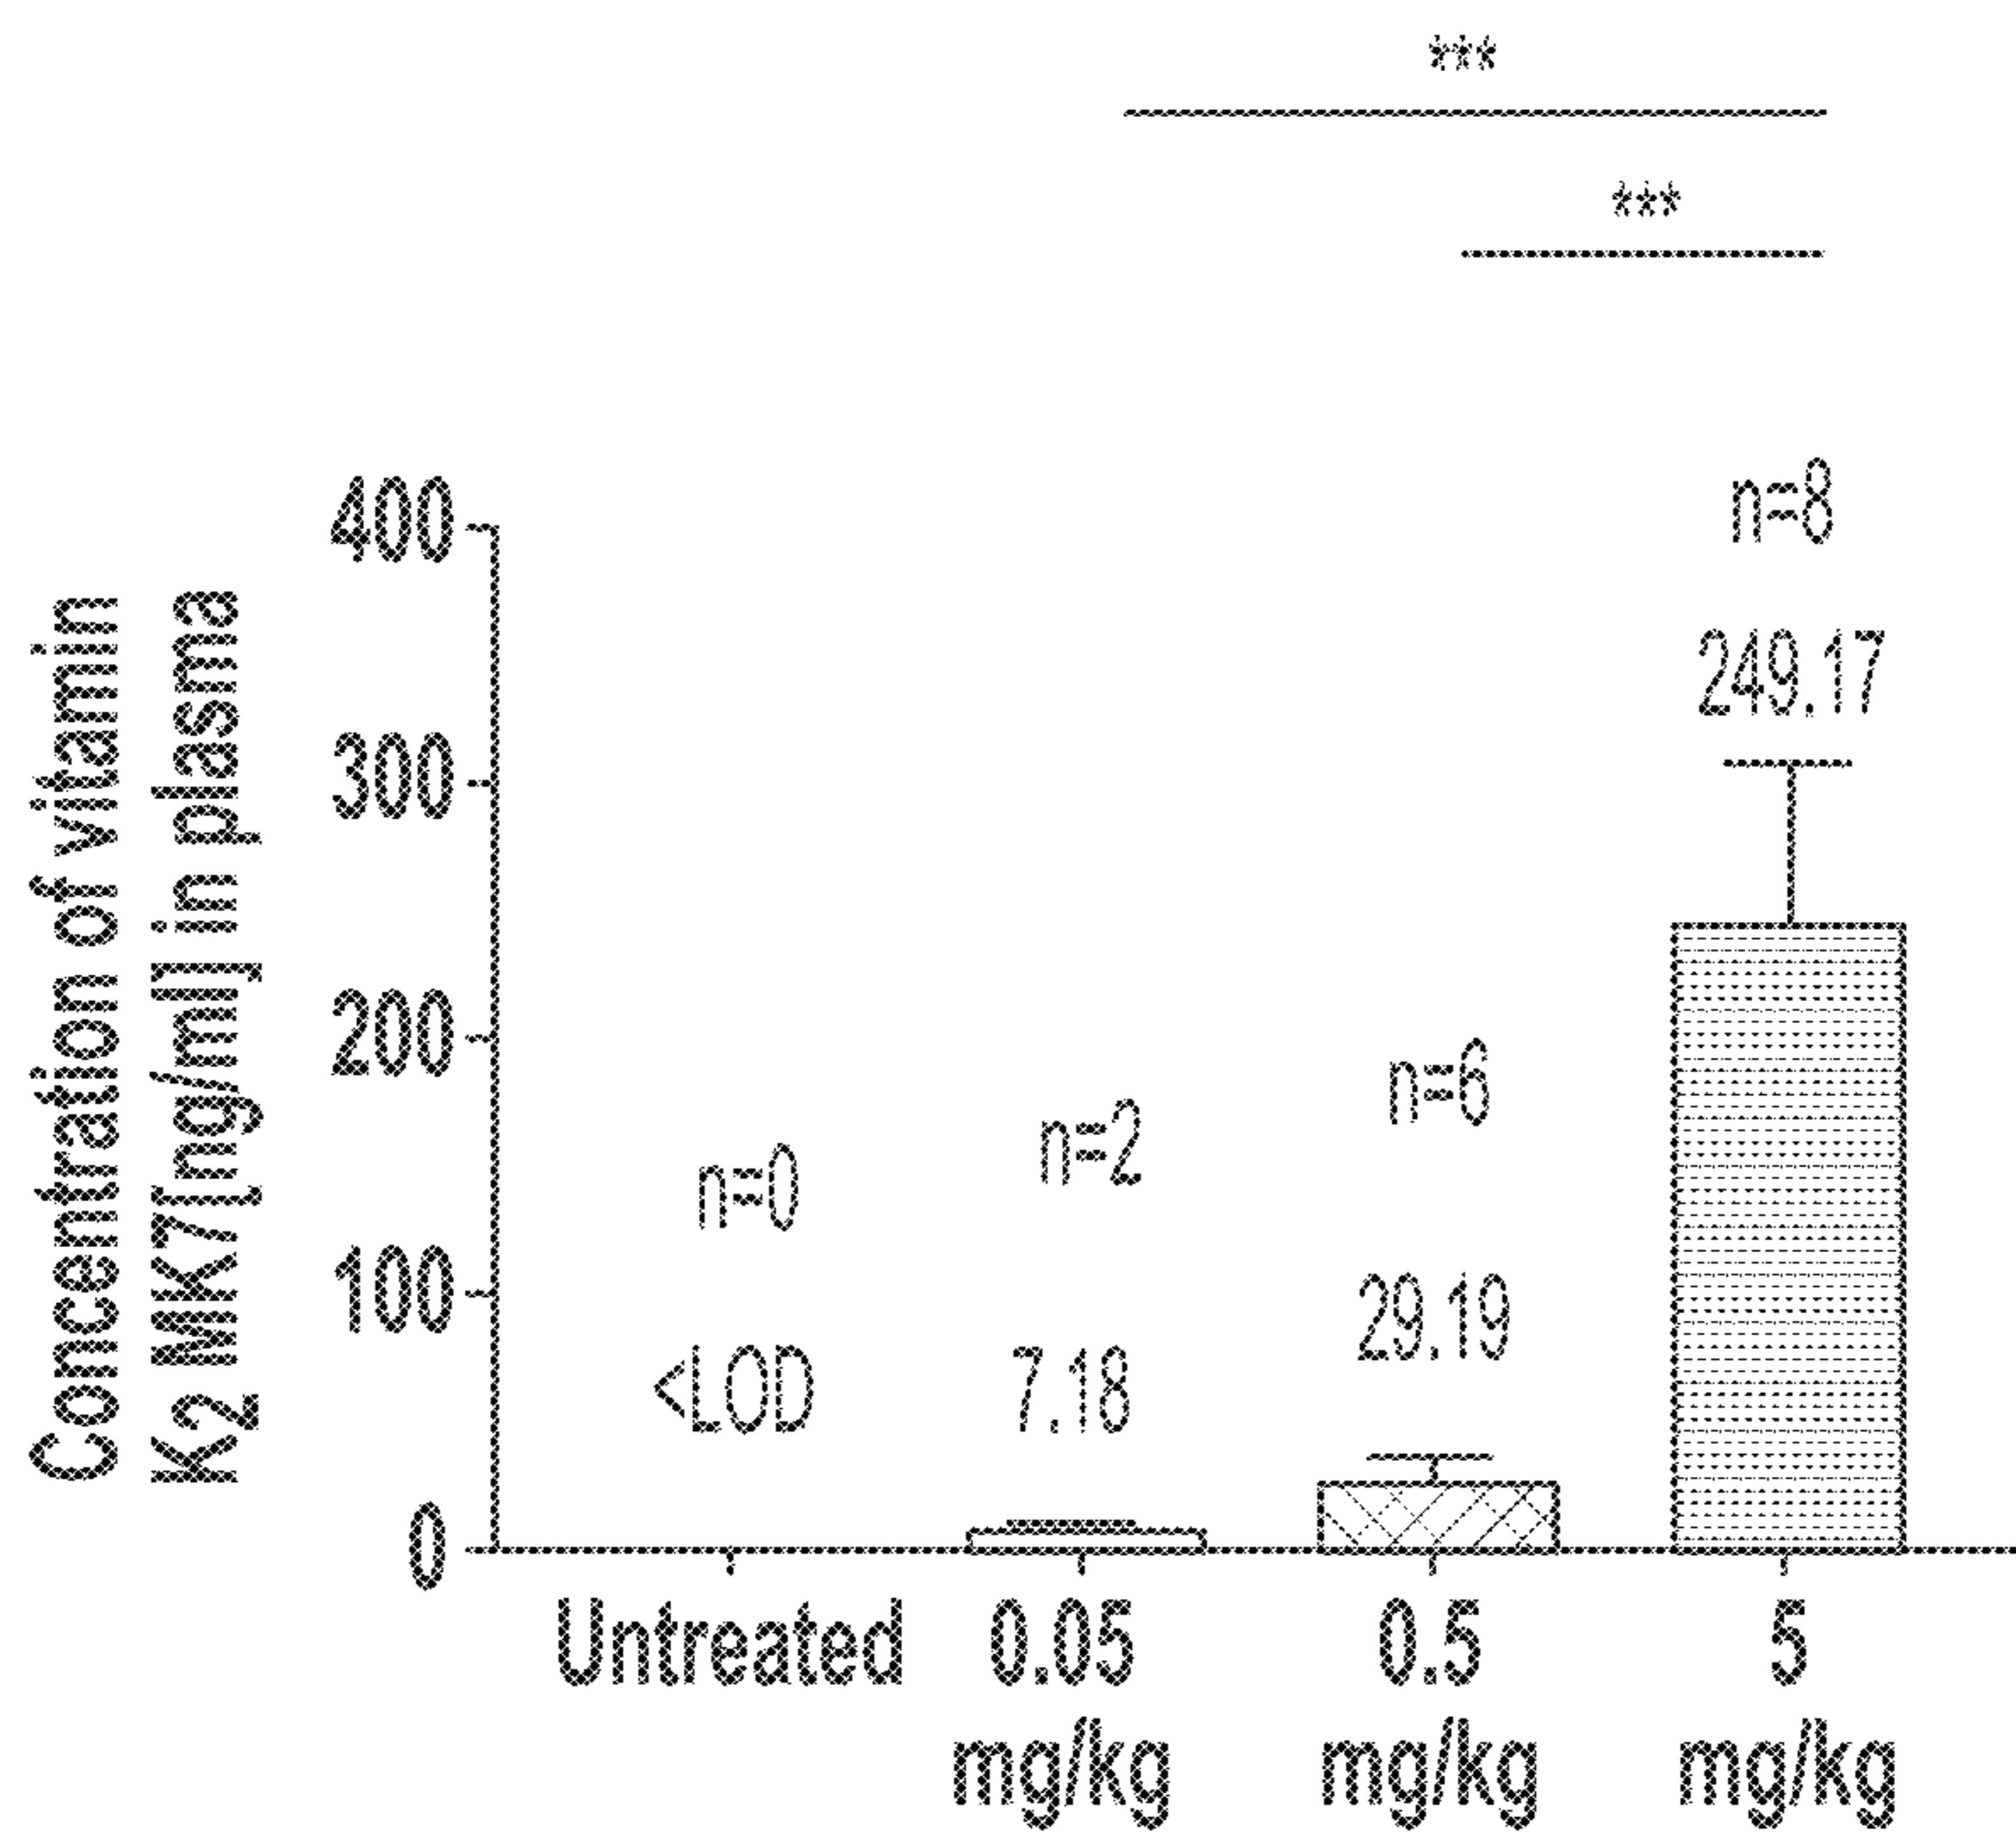 ***
***
Concentration of vitamin
K2 MK7[ng/ml] in plasma
400
300
200
100
0
n=0
<LOD
n=2
7.18
n=6
29.19
n=8
249.17
Untreated
0.05
mg/kg
0.5
mg/kg
5
mg/kg